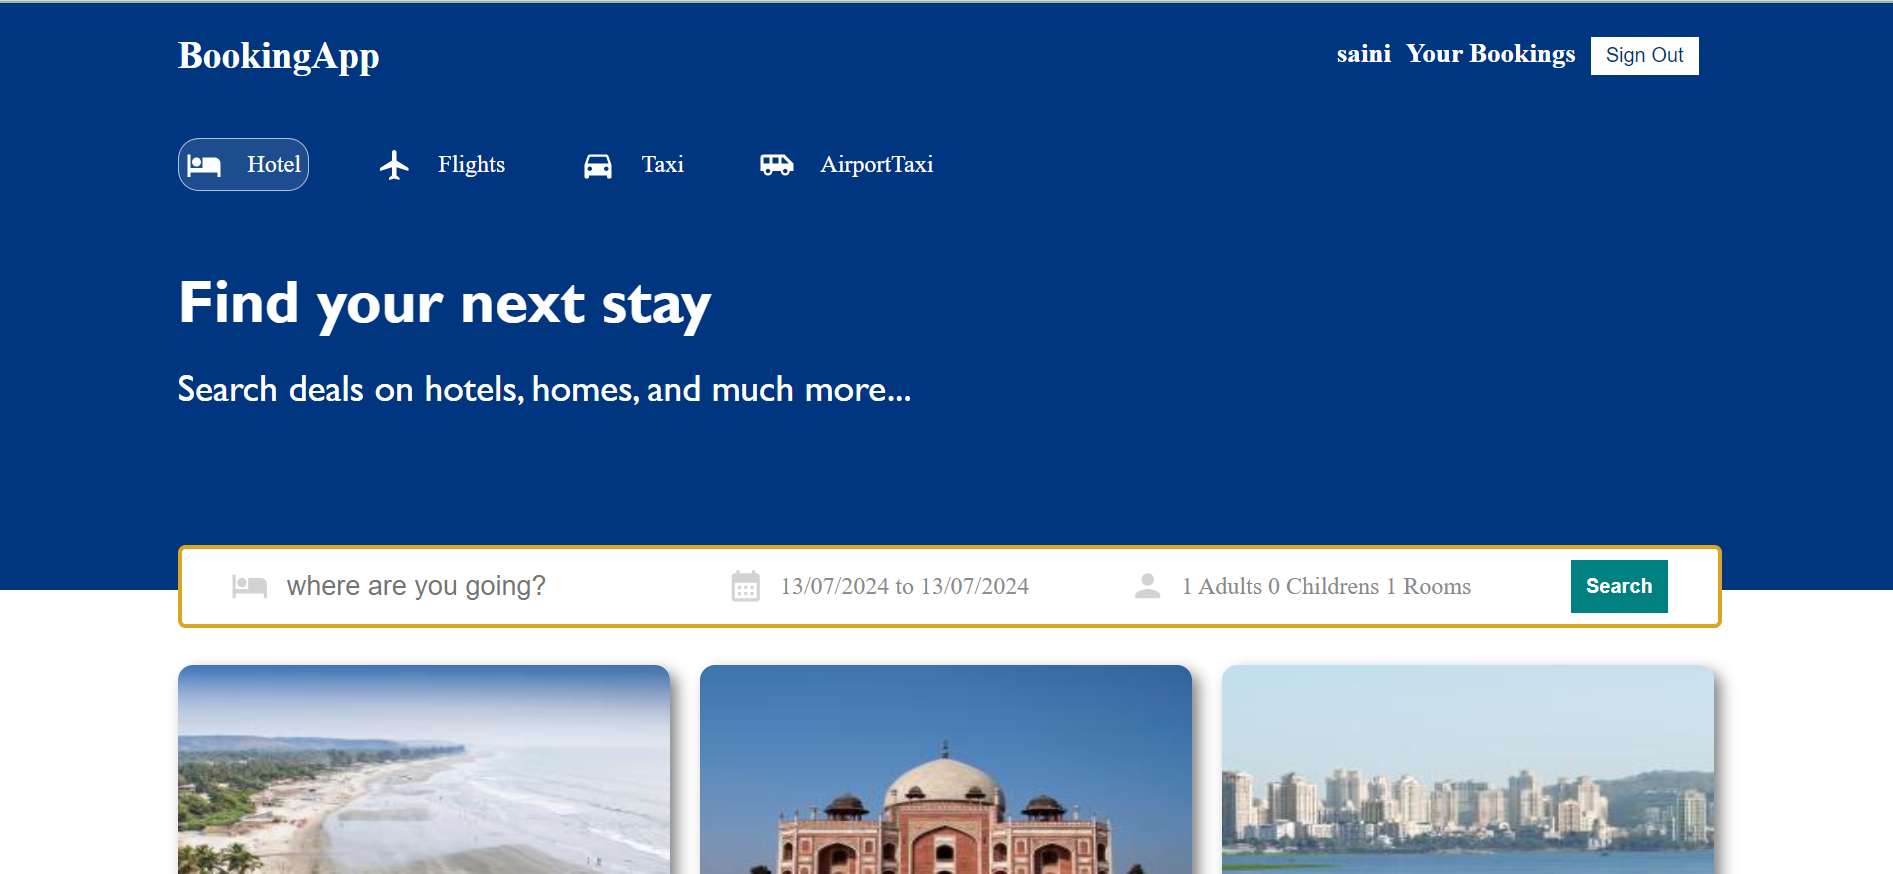 BookingApp
saini Your Bookings Sign Out
Hotel Flights Taxi AirportTaxi
Find your next stay
Search deals on hotels, homes, and much more...
where are you going? 13/07/2024 to 13/07/2024 1 Adults 0 Childrens 1 Rooms Search